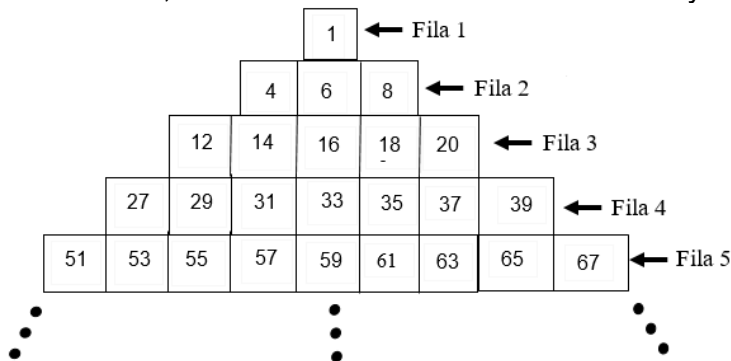 1 Fila 1
4 6 8 Fila 2
12 14 16 18 20 Fila 3
27 29 31 33 35 37 39 Fila 4
51 53 55 57 59 61 63 65 67 Fila 5